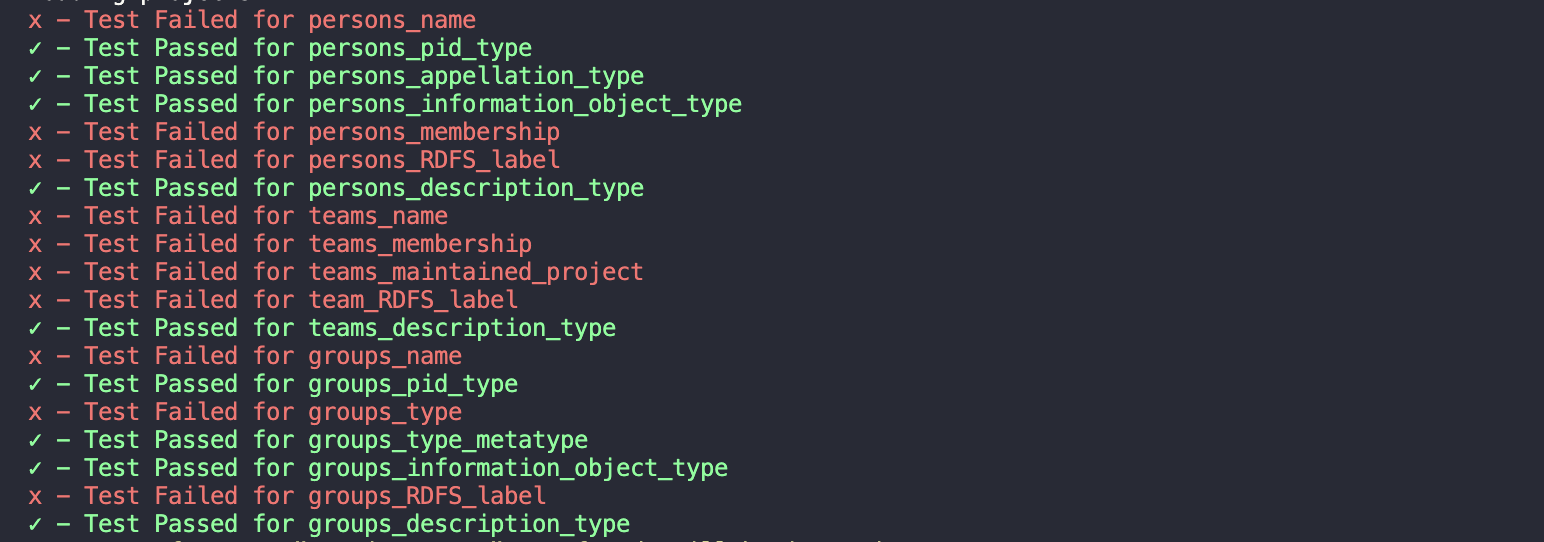 x – Test Failed for persons_name
✓ – Test Passed for persons_pid_type
✓ – Test Passed for persons_appellation_type
✓ – Test Passed for persons_information_object_type
x – Test Failed for persons_membership
x – Test Failed for persons_RDFS_label
✓ – Test Passed for persons_description_type
x – Test Failed for teams_name
x – Test Failed for teams_membership
x – Test Failed for teams_maintained_project
x – Test Failed for team_RDFS_label
✓ – Test Passed for teams_description_type
x – Test Failed for groups_name
✓ – Test Passed for groups_pid_type
x – Test Failed for groups_type
✓ – Test Passed for groups_type_metatype
✓ – Test Passed for groups_information_object_type
x – Test Failed for groups_RDFS_label
✓ – Test Passed for groups_description_type